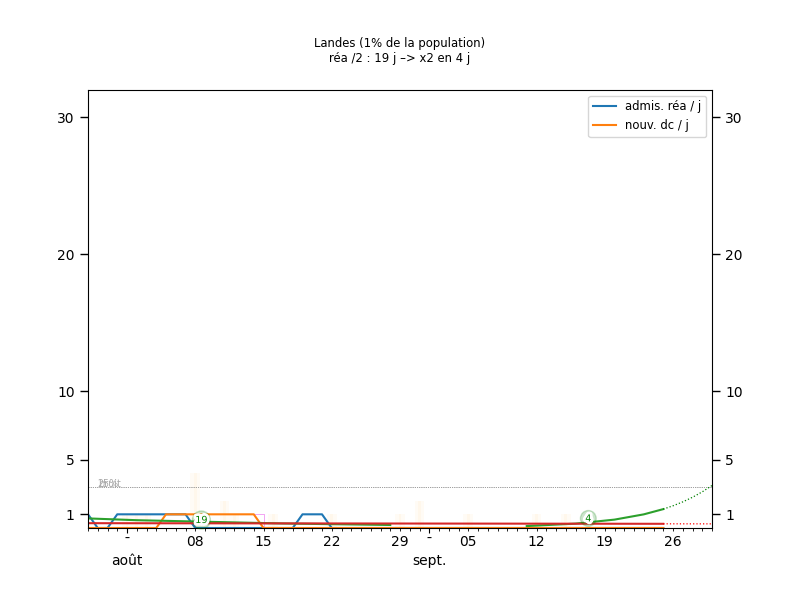 Landes (1% de la population)
réa /2 : 19 j –> x2 en 4 j
admis. réa / j
nouv. dc / j
30
20
10
5
1
30
20
10
5
1
19
4
- 08 15 22 29 - 05 12 19 26
août sept.